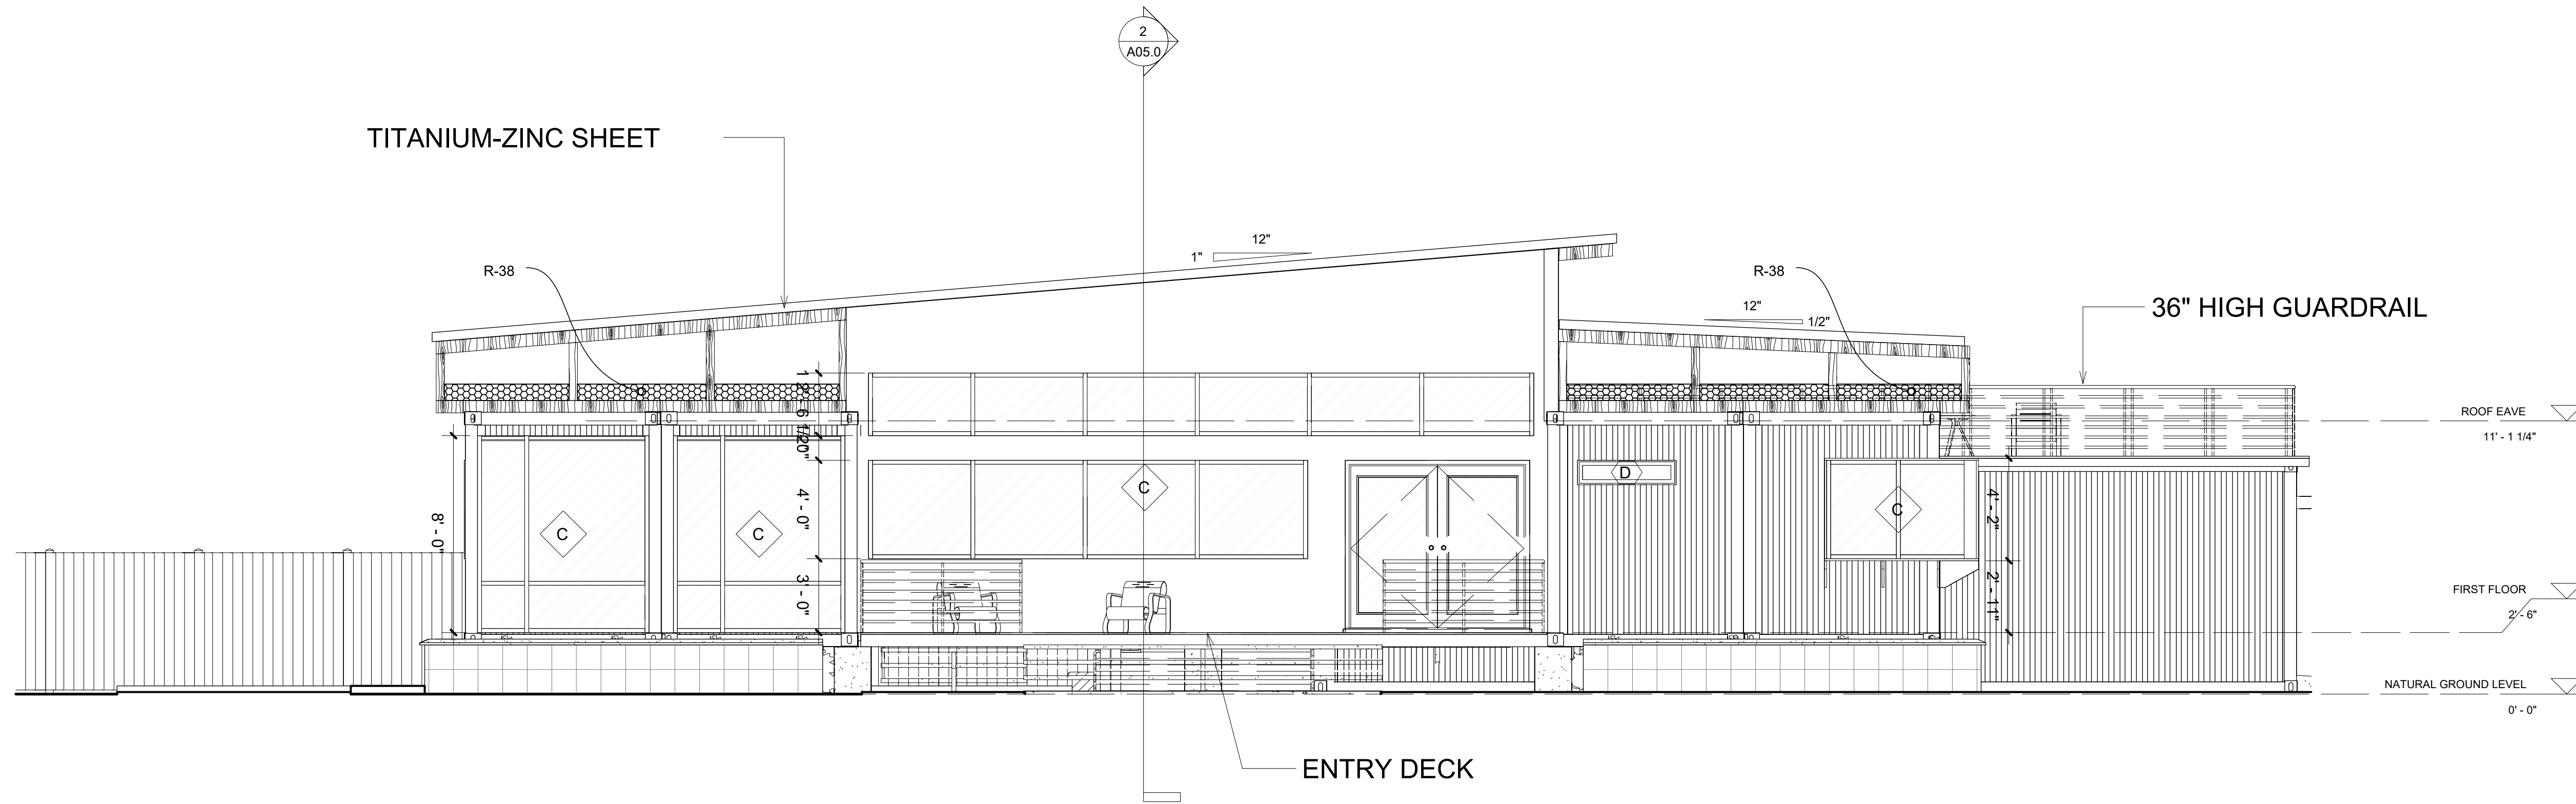 2
A05.0
TITANIUM-ZINC SHEET
12"
1"
R-38
R-38
12"
1/2"
36" HIGH GUARDRAIL
ROOF EAVE
11' - 1 1/4"
D
C
C
C
C
8' - 0"
4' - 0"
3' - 0"
4' - 2"
2' - 11"
FIRST FLOOR
2' - 6"
NATURAL GROUND LEVEL
0' - 0"
ENTRY DECK